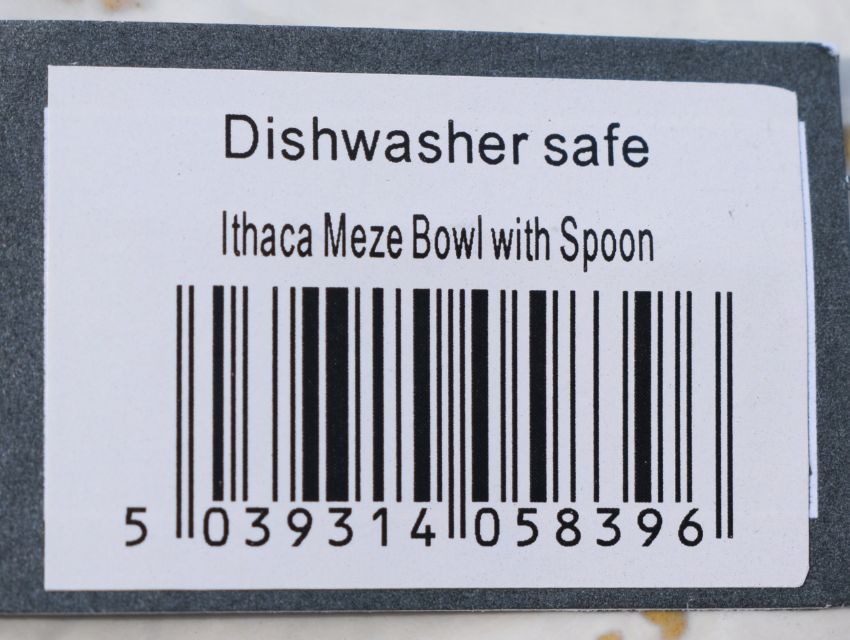 Dishwasher safe
Ithaca Meze Bowl with Spoon
5 039314 058396